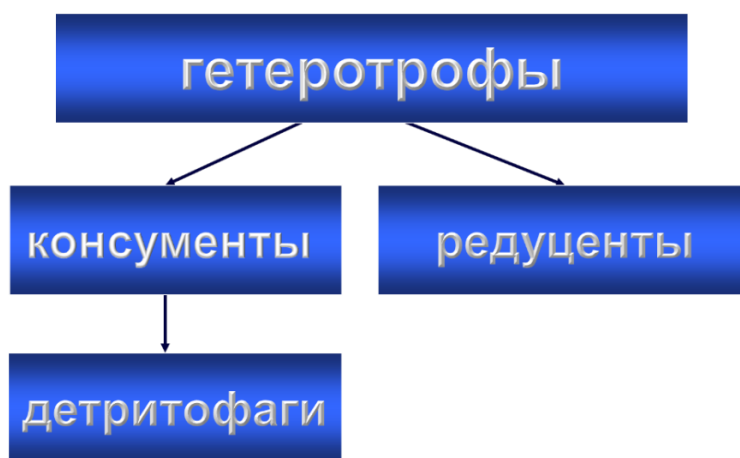 гетеротрофы
консументы
редуценты
детритофаги